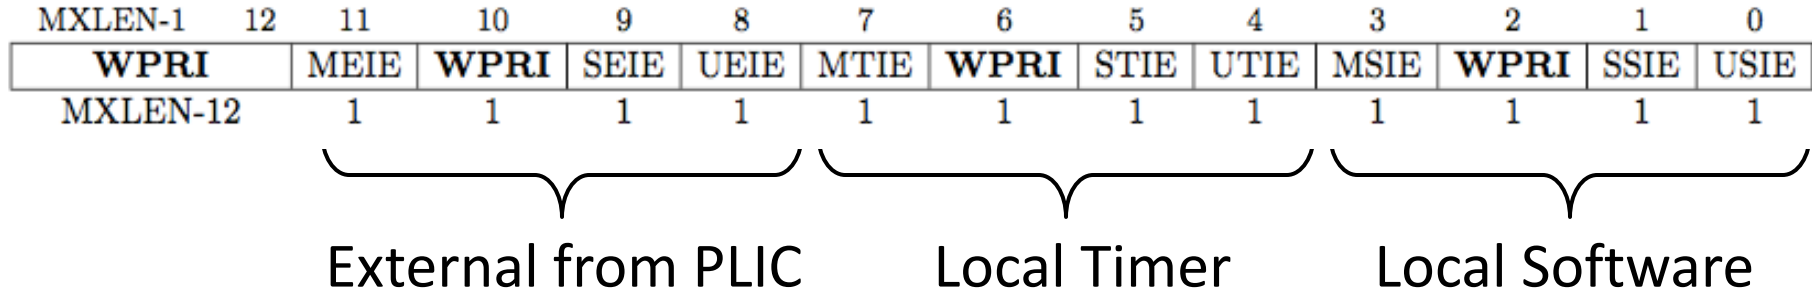 MXLEN-1 12 11 10 9 8 7 6 5 4 3 2 1 0
WPRI MEIE WPRI SEIE UEIE MTIE WPRI STIE UTIE MSIE WPRI SSIE USIE
MXLEN-12 1 1 1 1 1 1 1 1 1 1 1 1
External from PLIC Local Timer Local Software